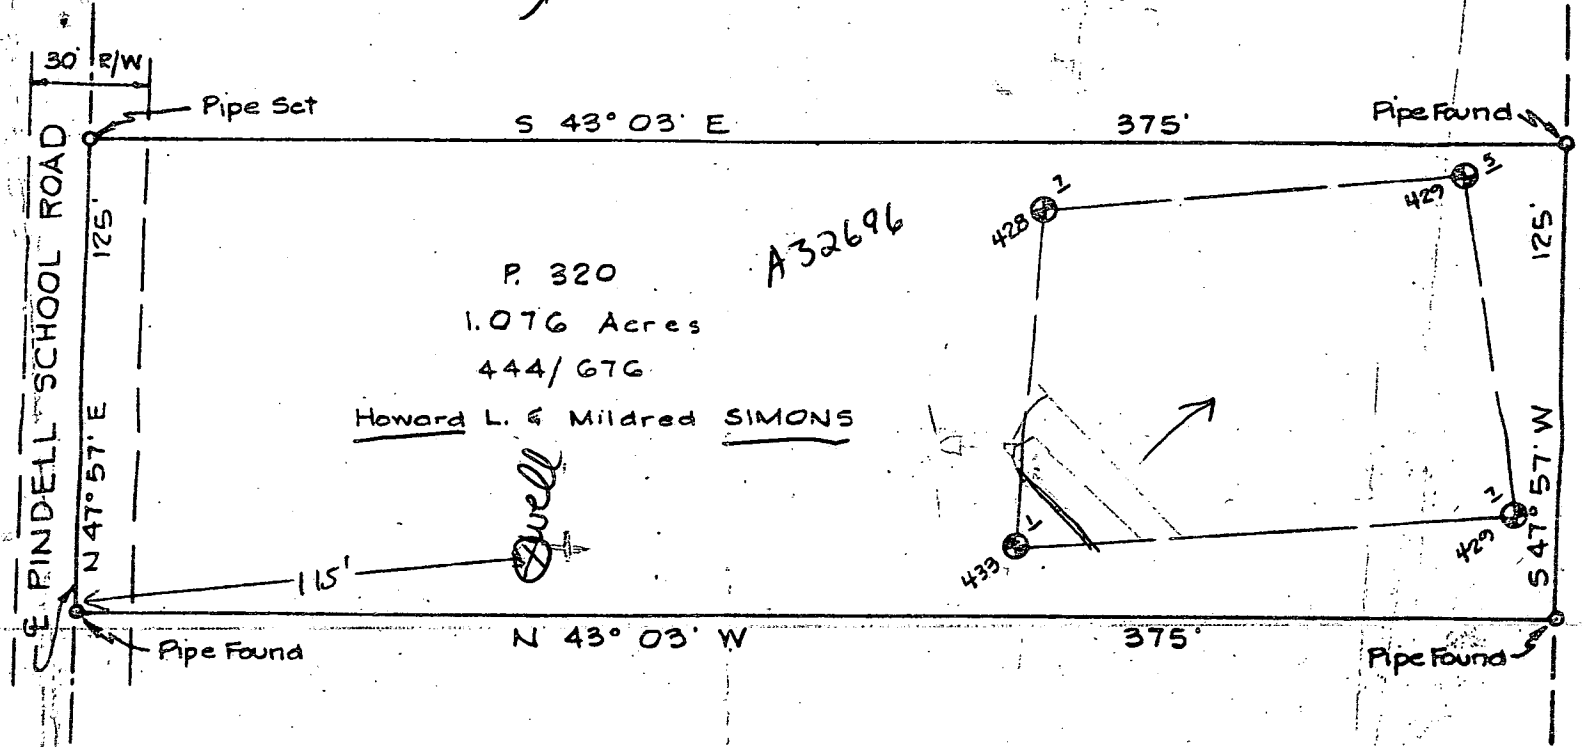 30' R/W
Pipe Set
S 43° 03' E 375'
Pipe Found
℄ PINDELL SCHOOL ROAD
125'
N 47° 57' E
428
429 5
125'
S 47° 57' W
A32696
P. 320
1.076 Acres
444/676
Howard L. & Mildred SIMONS
well
115'
433 1
429
Pipe Found
N 43° 03' W 375'
Pipe Found